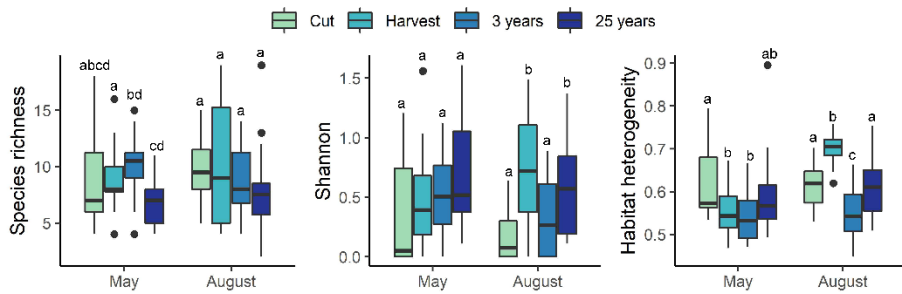 Cut Harvest 3 years 25 years
Species richness
15
10
5
abcd
a
bd
cd
a
a
a
a
May August
Shannon
1.5
1.0
0.5
0.0
a
a
a
a
a
b
a
b
May August
Habitat heterogeneity
0.9
0.8
0.7
0.6
0.5
a
b
b
ab
a
b
c
a
May August